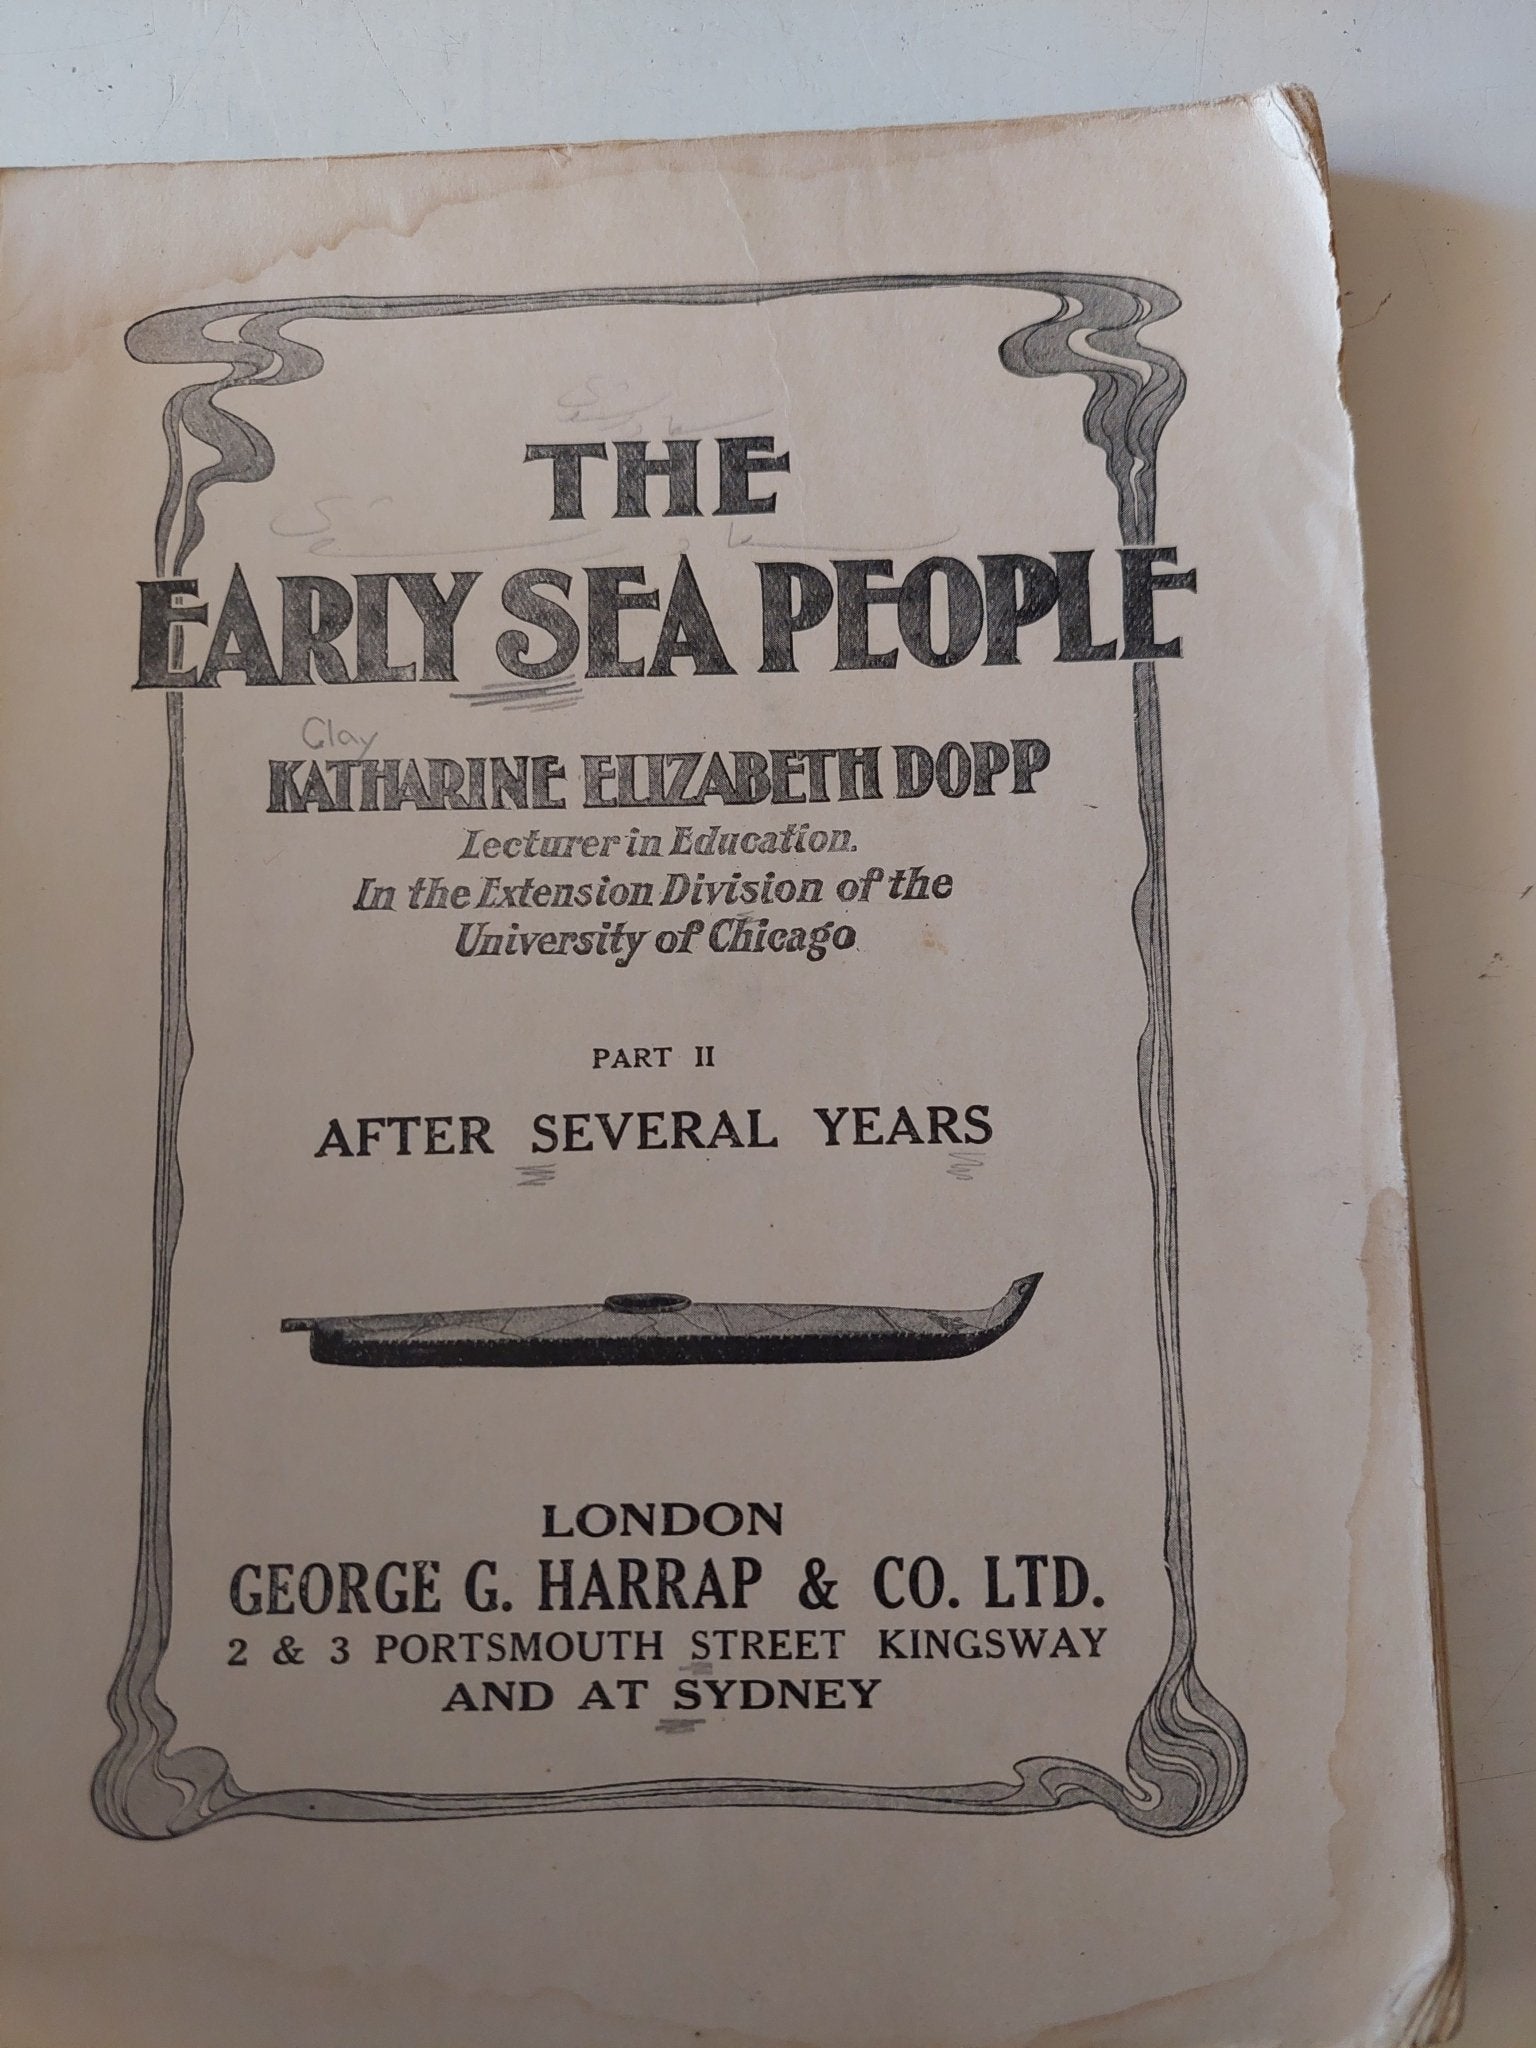 THE
EARLY SEA PEOPLE
Clay
KATHARINE ELIZABETH DOPP
Lecturer in Education.
In the Extension Division of the
University of Chicago
PART II
AFTER SEVERAL YEARS
LONDON
GEORGE G. HARRAP & CO. LTD.
2 & 3 PORTSMOUTH STREET KINGSWAY
AND AT SYDNEY